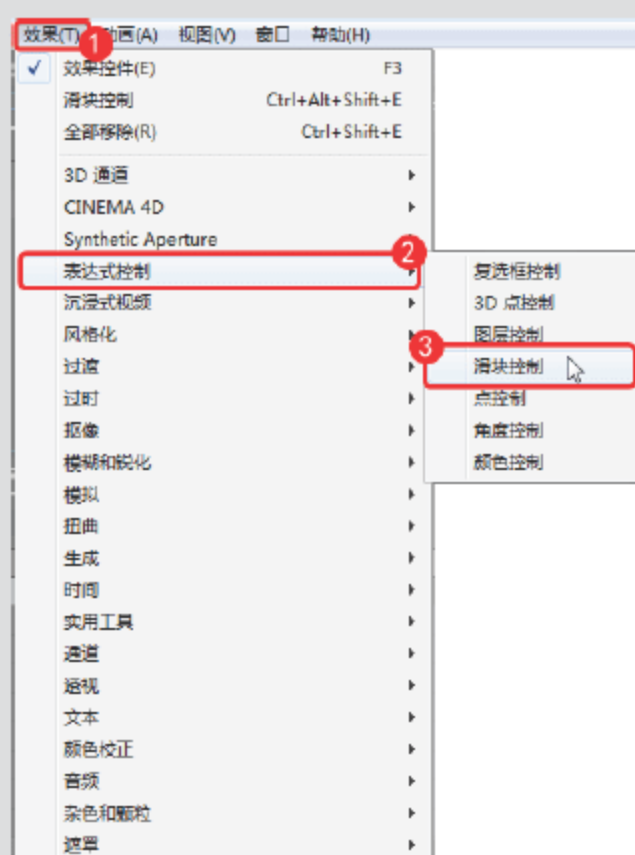 效果(T) 动画(A) 视图(V) 窗口 帮助(H)
1
效果控件(E) F3
滑块控制 Ctrl+Alt+Shift+E
全部移除(R) Ctrl+Shift+E
3D 通道
CINEMA 4D
Synthetic Aperture
2
表达式控制
沉浸式视频
风格化
过渡
过时
抠像
模糊和锐化
模拟
扭曲
生成
时间
实用工具
通道
透视
文本
颜色校正
音频
杂色和颗粒
遮罩
复选框控制
3D 点控制
图层控制
3
滑块控制
点控制
角度控制
颜色控制